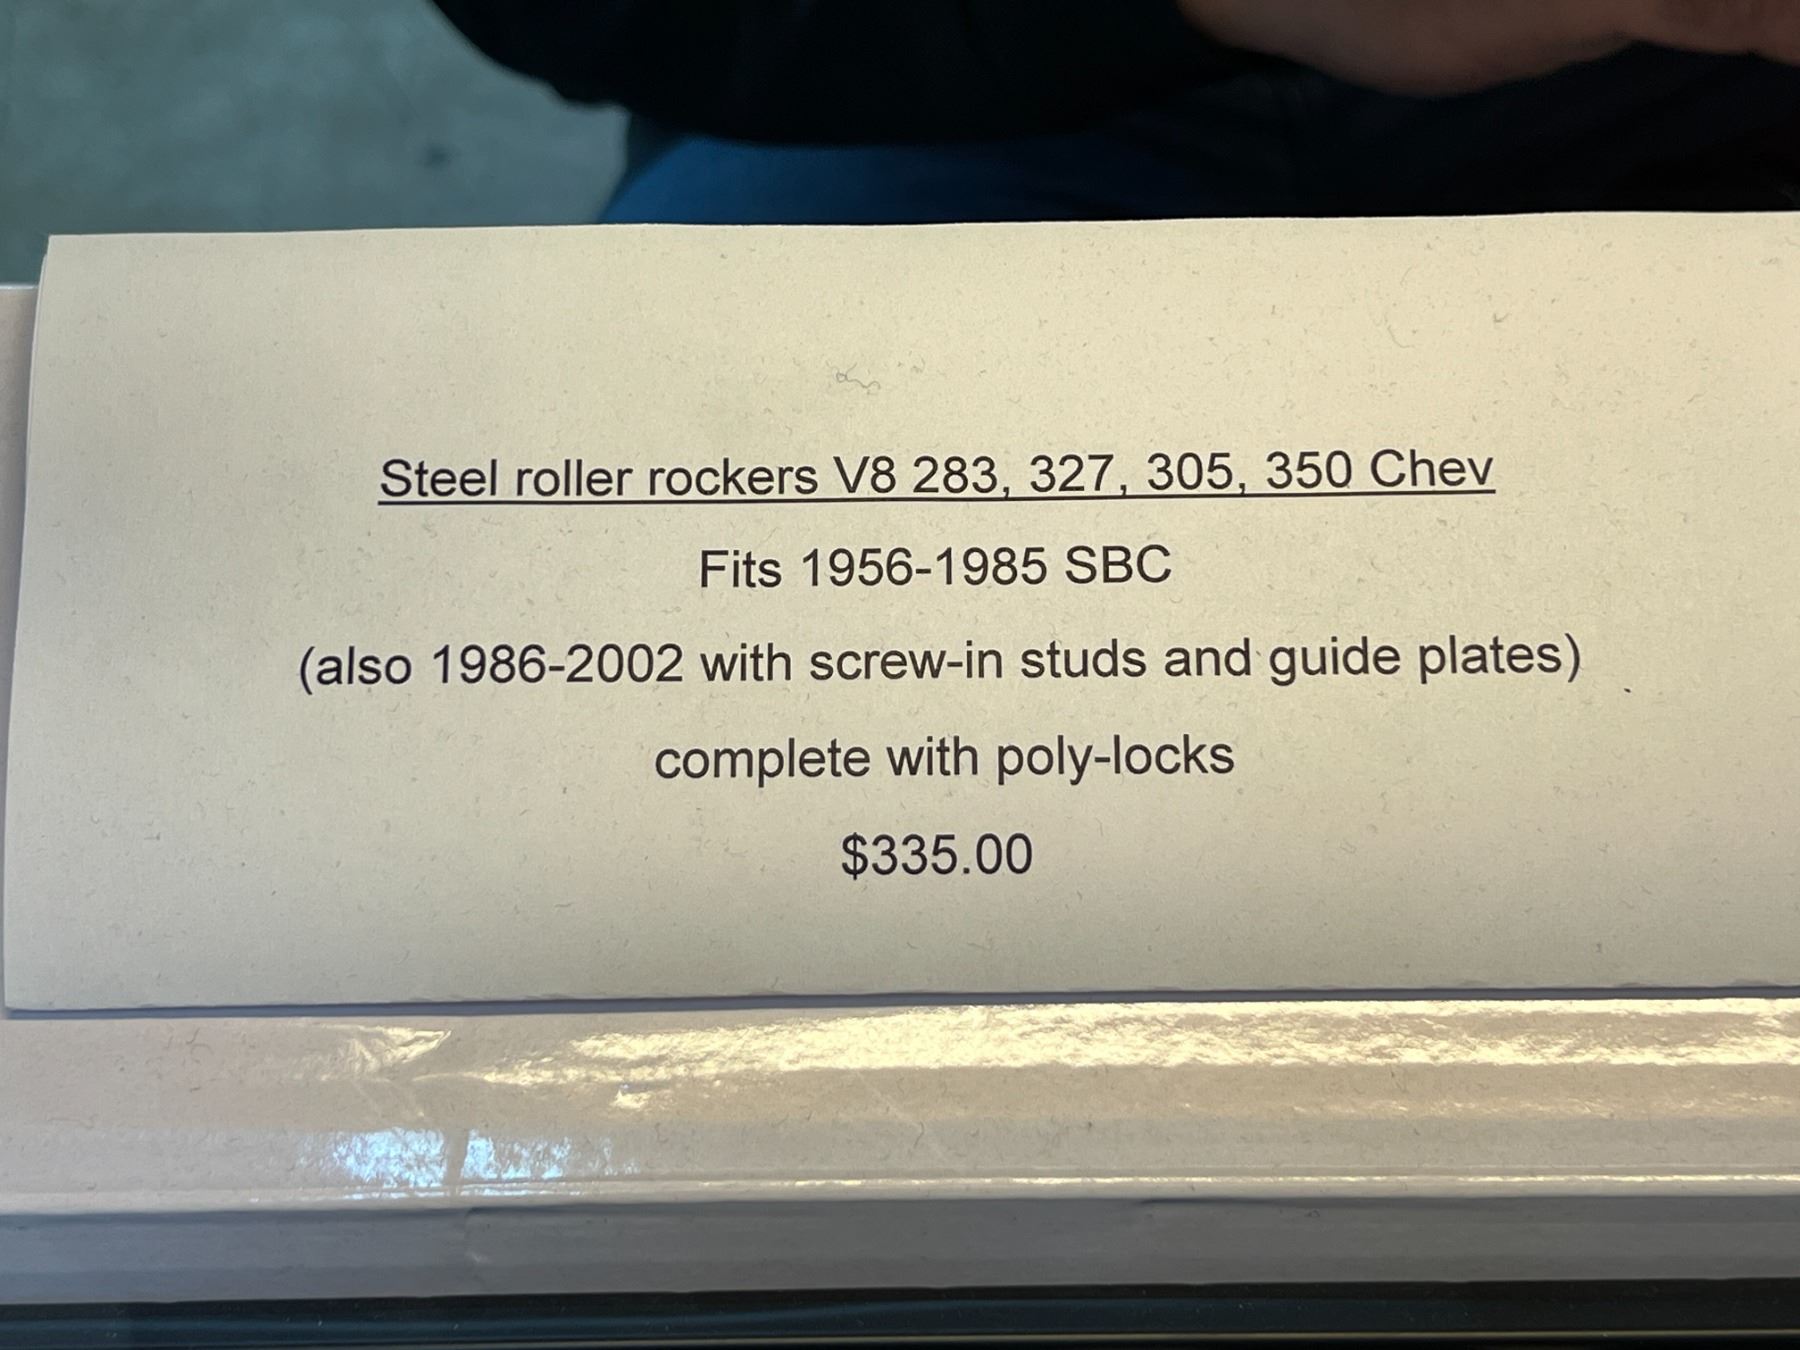 Steel roller rockers V8 283, 327, 305, 350 Chev
Fits 1956-1985 SBC
(also 1986-2002 with screw-in studs and guide plates)
complete with poly-locks
$335.00